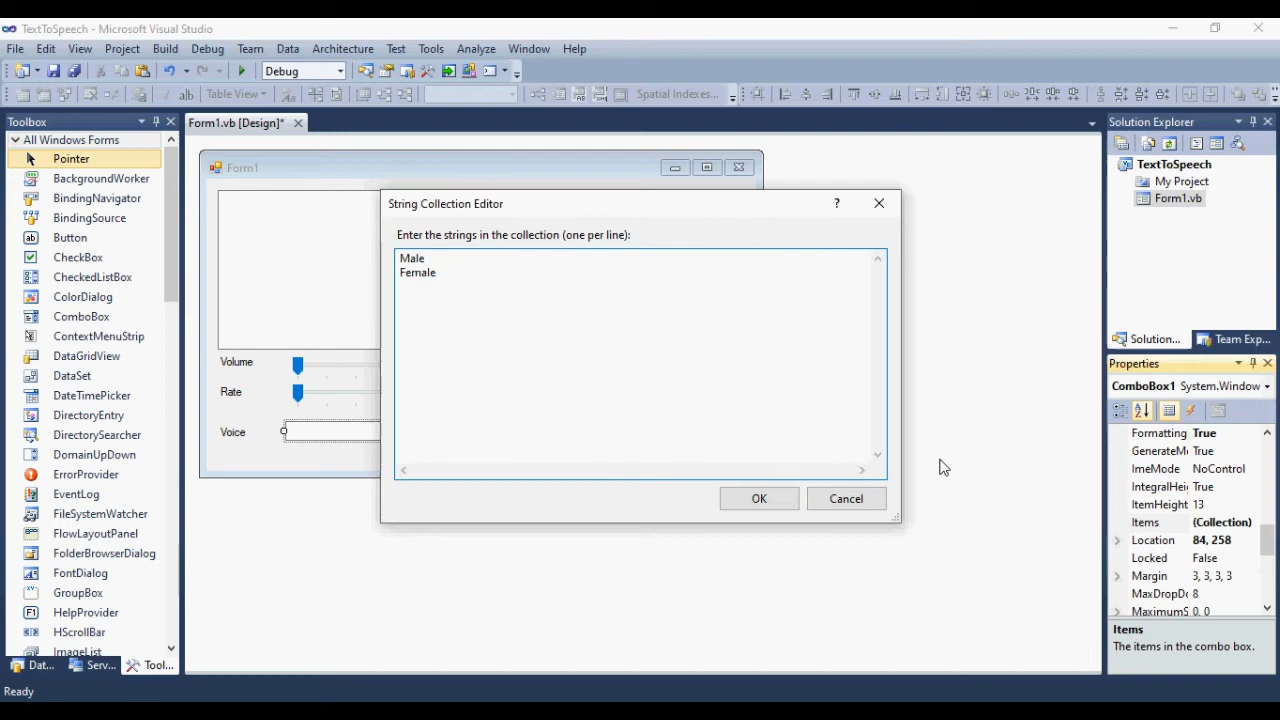 TextToSpeech - Microsoft Visual Studio
File Edit View Project Build Debug Team Data Architecture Test Tools Analyze Window Help
Debug
abl Table View Spatial Indexes...
Toolbox
All Windows Forms
Pointer
BackgroundWorker
BindingNavigator
BindingSource
Button
CheckBox
CheckedListBox
ColorDialog
ComboBox
ContextMenuStrip
DataGridView
DataSet
DateTimePicker
DirectoryEntry
DirectorySearcher
DomainUpDown
ErrorProvider
EventLog
FileSystemWatcher
FlowLayoutPanel
FolderBrowserDialog
FontDialog
GroupBox
HelpProvider
HScrollBar
ImageList
Dat... Serv... Tool...
Form1.vb [Design]*
Form1
Volume
Rate
Voice
String Collection Editor
Enter the strings in the collection (one per line):
Male
Female
OK Cancel
Solution Explorer
TextToSpeech
My Project
Form1.vb
Solution... Team Exp...
Properties
ComboBox1 System.Window
Formatting True
GenerateM True
ImeMode NoControl
IntegralHei True
ItemHeight 13
Items (Collection)
Location 84, 258
Locked False
Margin 3, 3, 3, 3
MaxDropDo 8
MaximumS 0, 0
Items
The items in the combo box.
Ready